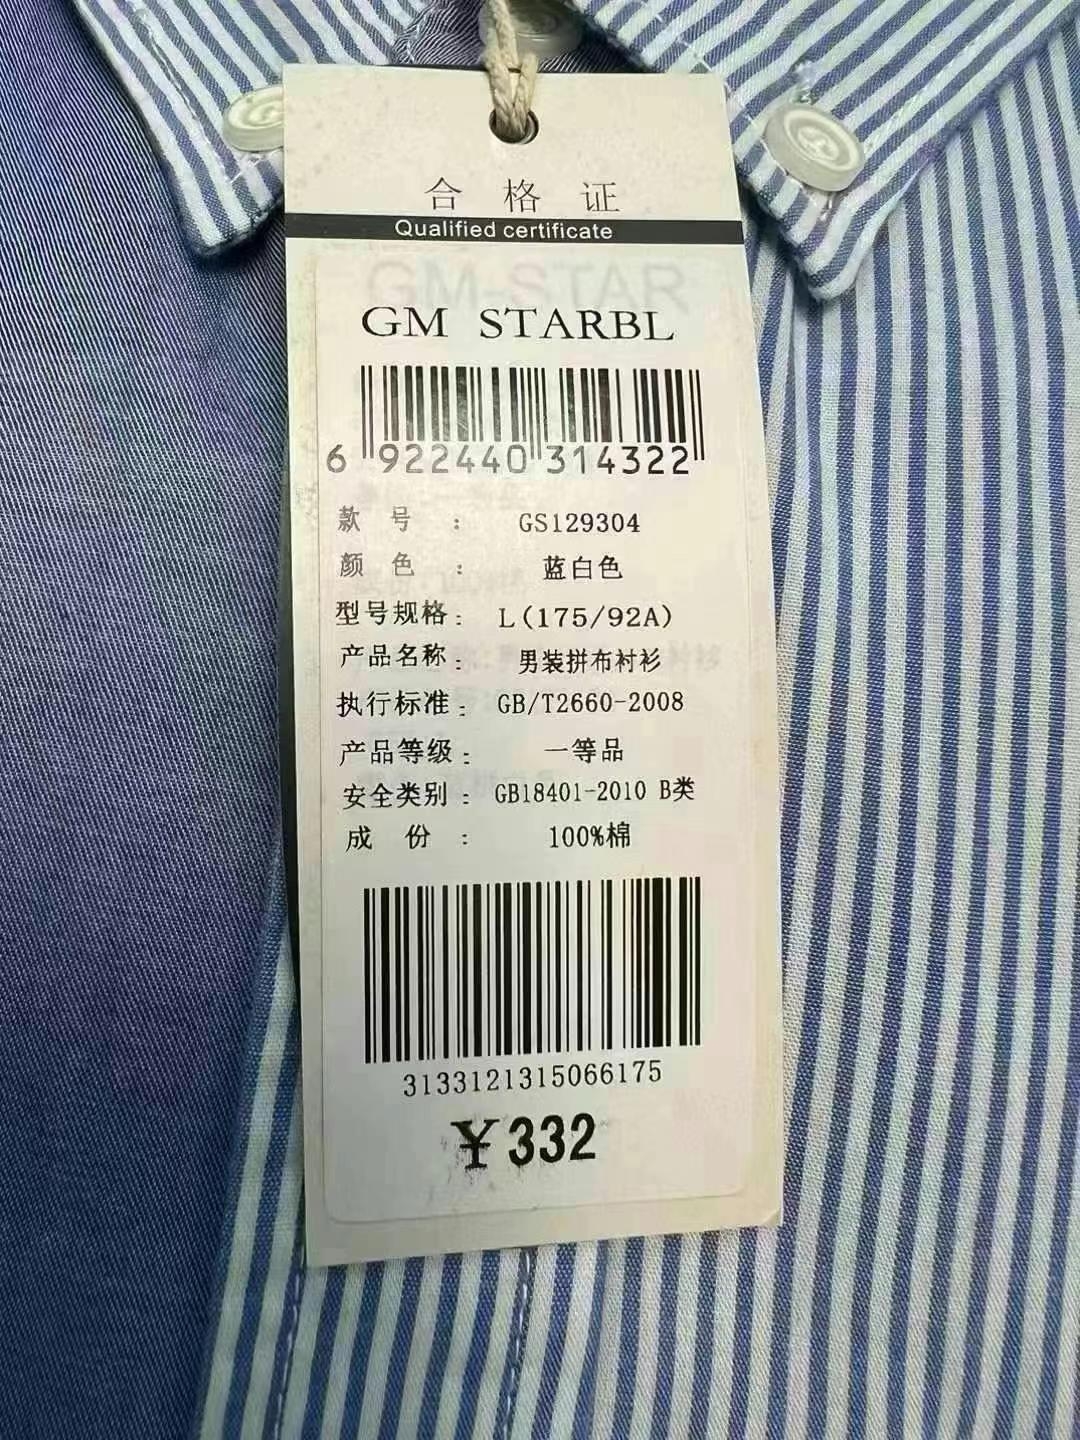 合格证
Qualified certificate
GM-STAR
GM STARBL
6 922440 314322
款号： GS129304
颜色： 蓝白色
型号规格： L(175/92A)
产品名称： 男装拼布衬衫
执行标准： GB/T2660-2008
产品等级： 一等品
安全类别： GB18401-2010 B类
成份： 100%棉
3133121315066175
￥332